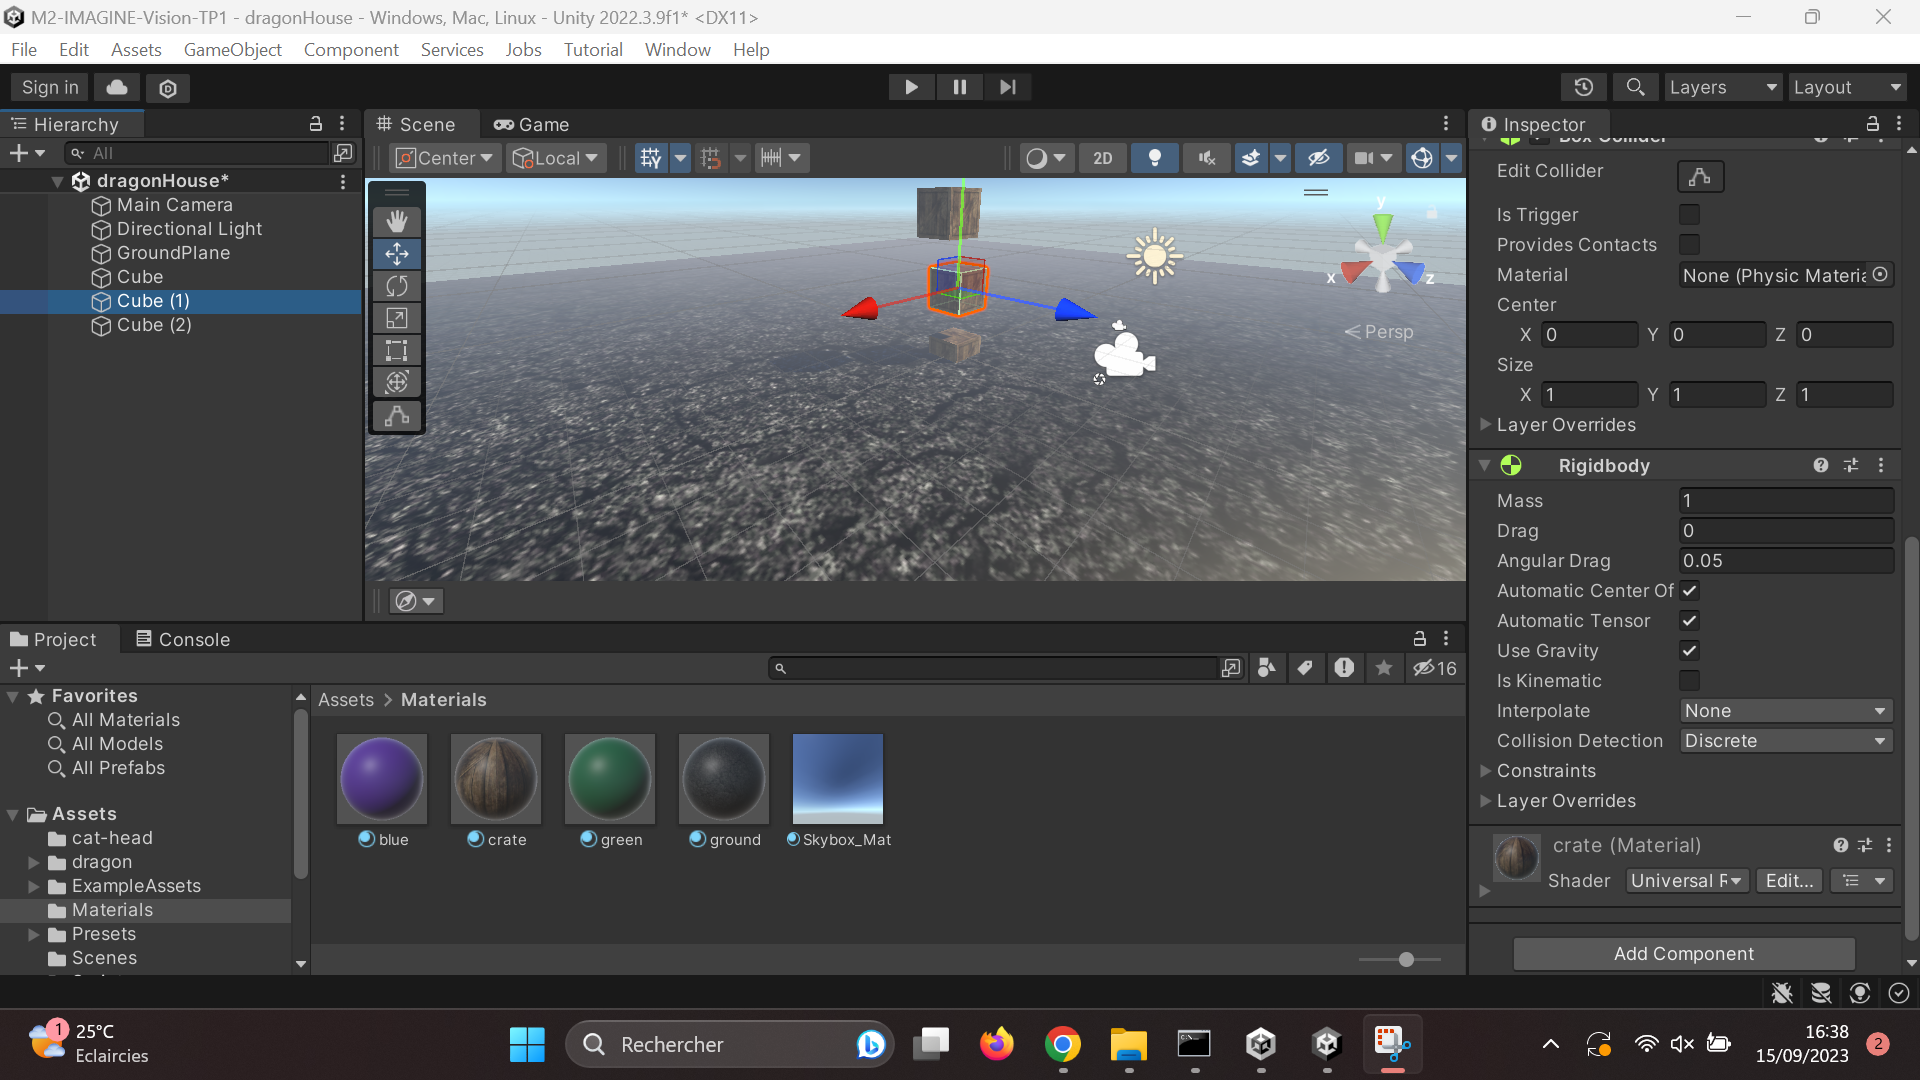 M2-IMAGINE-Vision-TP1 - dragonHouse - Windows, Mac, Linux - Unity 2022.3.9f1* <DX11>
File Edit Assets GameObject Component Services Jobs Tutorial Window Help
Sign in
Layers
Layout
Hierarchy
All
dragonHouse*
Main Camera
Directional Light
GroundPlane
Cube
Cube (1)
Cube (2)
Scene
Game
Center
Local
2D
y
x
z
Persp
Inspector
Box Collider
Edit Collider
Is Trigger
Provides Contacts
Material None (Physic Materia
Center
X 0 Y 0 Z 0
Size
X 1 Y 1 Z 1
Layer Overrides
Rigidbody
Mass 1
Drag 0
Angular Drag 0.05
Automatic Center Of
Automatic Tensor
Use Gravity
Is Kinematic
Interpolate None
Collision Detection Discrete
Constraints
Layer Overrides
crate (Material)
Shader Universal R Edit...
Add Component
Project
Console
16
Favorites
All Materials
All Models
All Prefabs
Assets
cat-head
dragon
ExampleAssets
Materials
Presets
Scenes
Assets > Materials
blue
crate
green
ground
Skybox_Mat
1
25°C
Eclaircies
Rechercher
16:38
15/09/2023
2